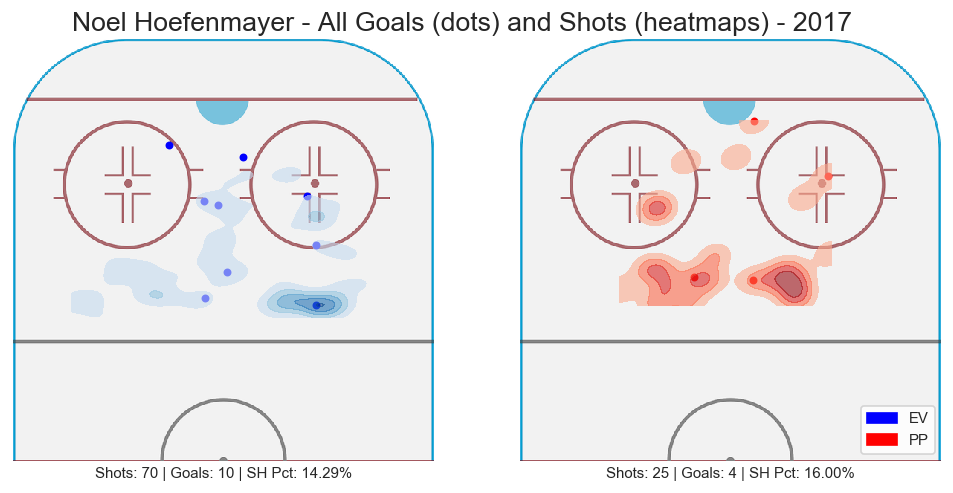 Noel Hoefenmayer - All Goals (dots) and Shots (heatmaps) - 2017
EV
PP
Shots: 70 | Goals: 10 | SH Pct: 14.29%
Shots: 25 | Goals: 4 | SH Pct: 16.00%